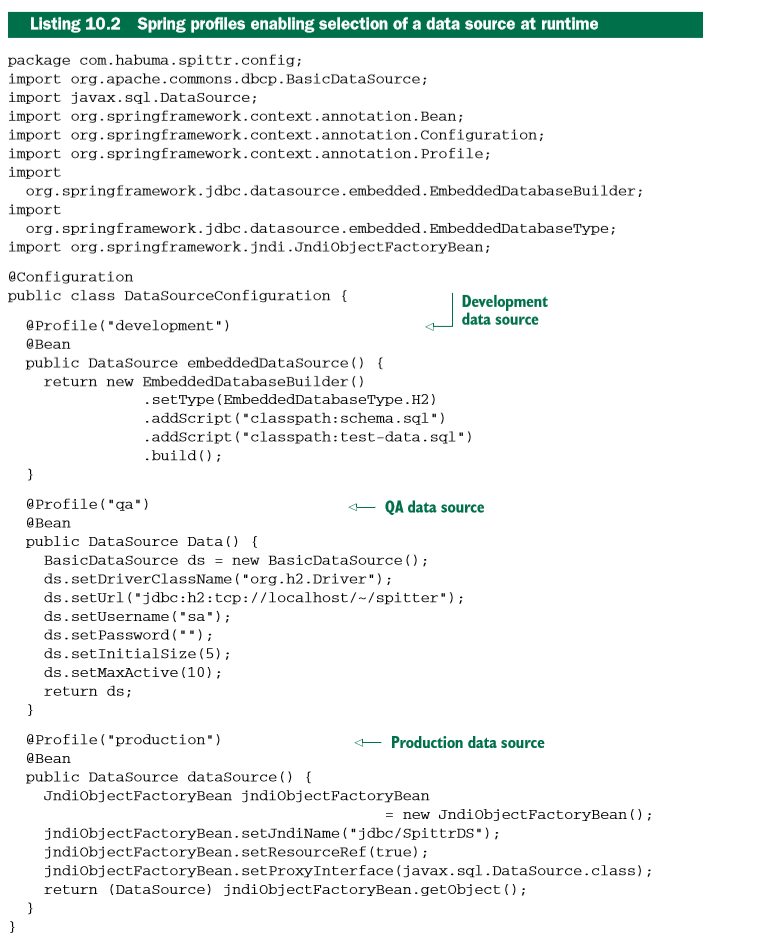 Listing 10.2 Spring profiles enabling selection of a data source at runtime
package com.habuma.spittr.config;
import org.apache.commons.dbcp.BasicDataSource;
import javax.sql.DataSource;
import org.springframework.context.annotation.Bean;
import org.springframework.context.annotation.Configuration;
import org.springframework.context.annotation.Profile;
import
  org.springframework.jdbc.datasource.embedded.EmbeddedDatabaseBuilder;
import
  org.springframework.jdbc.datasource.embedded.EmbeddedDatabaseType;
import org.springframework.jndi.JndiObjectFactoryBean;
@Configuration
public class DataSourceConfiguration {
Development
data source
  @Profile("development")
  @Bean
  public DataSource embeddedDataSource() {
    return new EmbeddedDatabaseBuilder()
               .setType(EmbeddedDatabaseType.H2)
               .addScript("classpath:schema.sql")
               .addScript("classpath:test-data.sql")
               .build();
  }
  @Profile("qa")
QA data source
  @Bean
  public DataSource Data() {
    BasicDataSource ds = new BasicDataSource();
    ds.setDriverClassName("org.h2.Driver");
    ds.setUrl("jdbc:h2:tcp://localhost/~/spitter");
    ds.setUsername("sa");
    ds.setPassword("");
    ds.setInitialSize(5);
    ds.setMaxActive(10);
    return ds;
  }
  @Profile("production")
Production data source
  @Bean
  public DataSource dataSource() {
    JndiObjectFactoryBean jndiObjectFactoryBean
                                          = new JndiObjectFactoryBean();
    jndiObjectFactoryBean.setJndiName("jdbc/SpittrDS");
    jndiObjectFactoryBean.setResourceRef(true);
    jndiObjectFactoryBean.setProxyInterface(javax.sql.DataSource.class);
    return (DataSource) jndiObjectFactoryBean.getObject();
  }
}